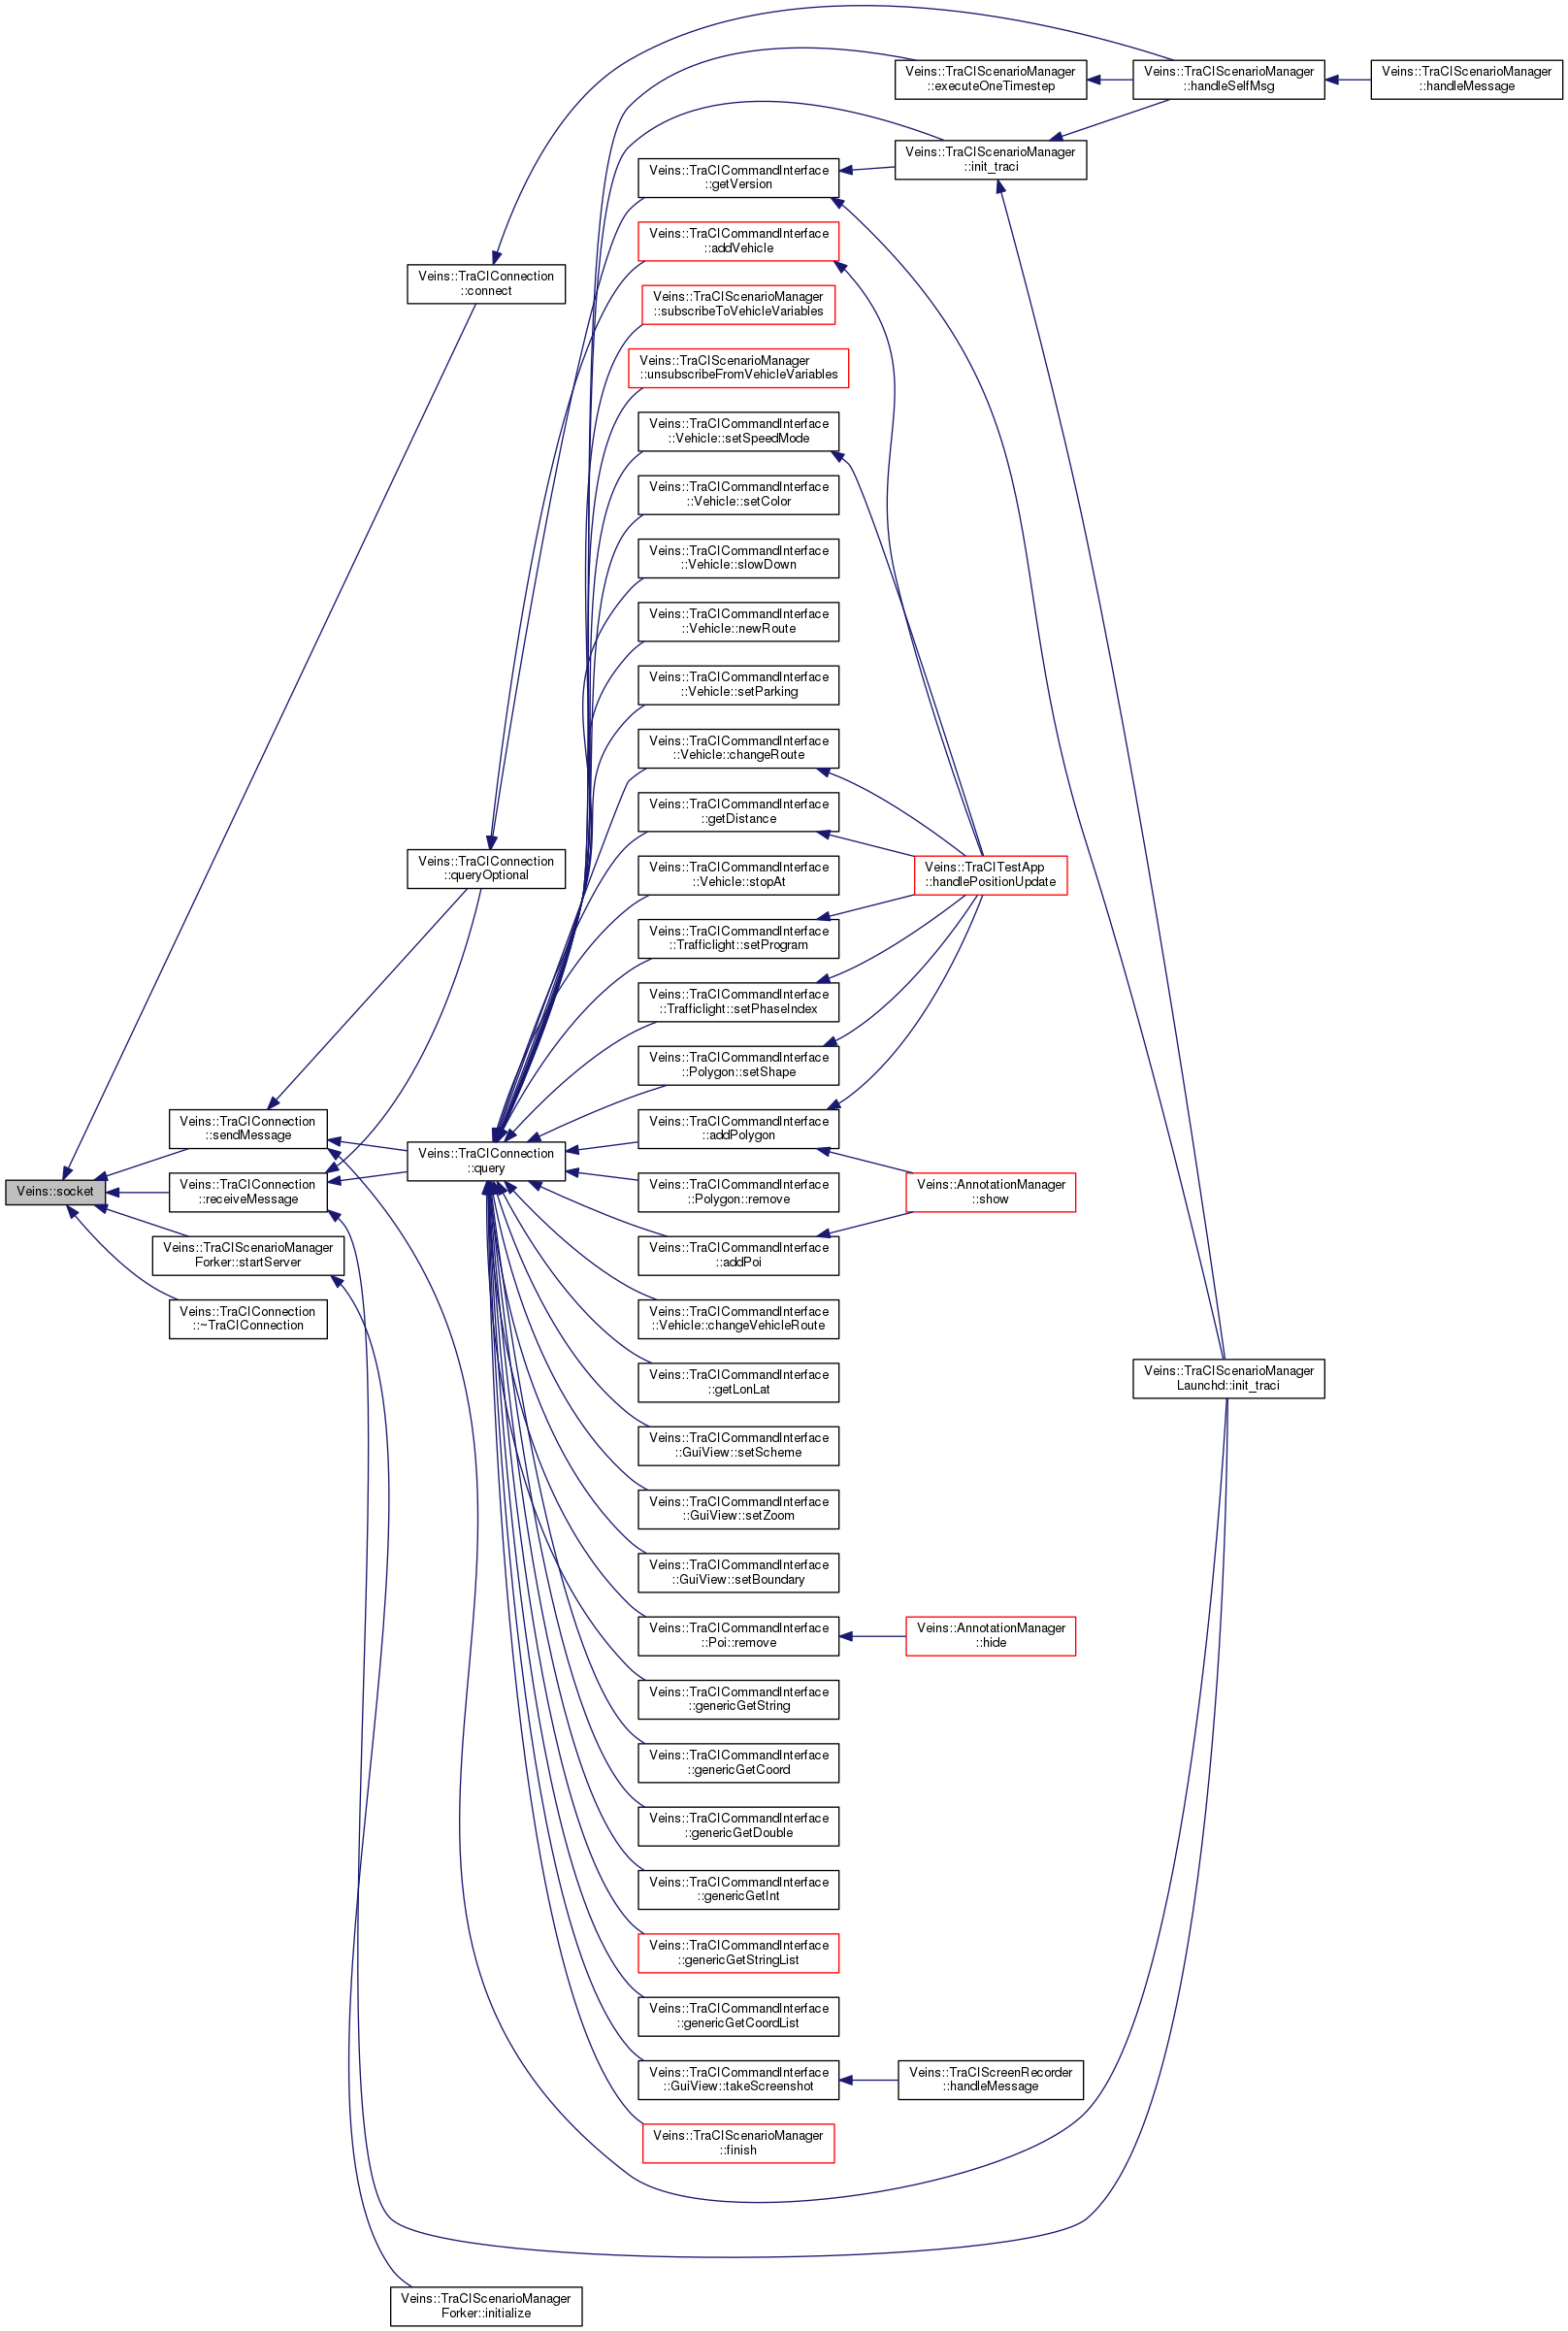 Veins::TraCIScenarioManager
::executeOneTimestep
Veins::TraCIScenarioManager
::handleSelfMsg
Veins::TraCIScenarioManager
::handleMessage
Veins::TraCIScenarioManager
::init_traci
Veins::TraCICommandInterface
::getVersion
Veins::TraCICommandInterface
::addVehicle
Veins::TraCIConnection
::connect
Veins::TraCIScenarioManager
::subscribeToVehicleVariables
Veins::TraCIScenarioManager
::unsubscribeFromVehicleVariables
Veins::TraCICommandInterface
::Vehicle::setSpeedMode
Veins::TraCICommandInterface
::Vehicle::setColor
Veins::TraCICommandInterface
::Vehicle::slowDown
Veins::TraCICommandInterface
::Vehicle::newRoute
Veins::TraCICommandInterface
::Vehicle::setParking
Veins::TraCICommandInterface
::Vehicle::changeRoute
Veins::TraCICommandInterface
::getDistance
Veins::TraCIConnection
::queryOptional
Veins::TraCICommandInterface
::Vehicle::stopAt
Veins::TraCITestApp
::handlePositionUpdate
Veins::TraCICommandInterface
::Trafficlight::setProgram
Veins::TraCICommandInterface
::Trafficlight::setPhaseIndex
Veins::TraCICommandInterface
::Polygon::setShape
Veins::TraCIConnection
::sendMessage
Veins::TraCICommandInterface
::addPolygon
Veins::TraCIConnection
::query
Veins::socket
Veins::TraCIConnection
::receiveMessage
Veins::TraCICommandInterface
::Polygon::remove
Veins::AnnotationManager
::show
Veins::TraCIScenarioManager
Forker::startServer
Veins::TraCICommandInterface
::addPoi
Veins::TraCIConnection
::~TraCIConnection
Veins::TraCICommandInterface
::Vehicle::changeVehicleRoute
Veins::TraCICommandInterface
::getLonLat
Veins::TraCIScenarioManager
Launchd::init_traci
Veins::TraCICommandInterface
::GuiView::setScheme
Veins::TraCICommandInterface
::GuiView::setZoom
Veins::TraCICommandInterface
::GuiView::setBoundary
Veins::TraCICommandInterface
::Poi::remove
Veins::AnnotationManager
::hide
Veins::TraCICommandInterface
::genericGetString
Veins::TraCICommandInterface
::genericGetCoord
Veins::TraCICommandInterface
::genericGetDouble
Veins::TraCICommandInterface
::genericGetInt
Veins::TraCICommandInterface
::genericGetStringList
Veins::TraCICommandInterface
::genericGetCoordList
Veins::TraCICommandInterface
::GuiView::takeScreenshot
Veins::TraCIScreenRecorder
::handleMessage
Veins::TraCIScenarioManager
::finish
Veins::TraCIScenarioManager
Forker::initialize